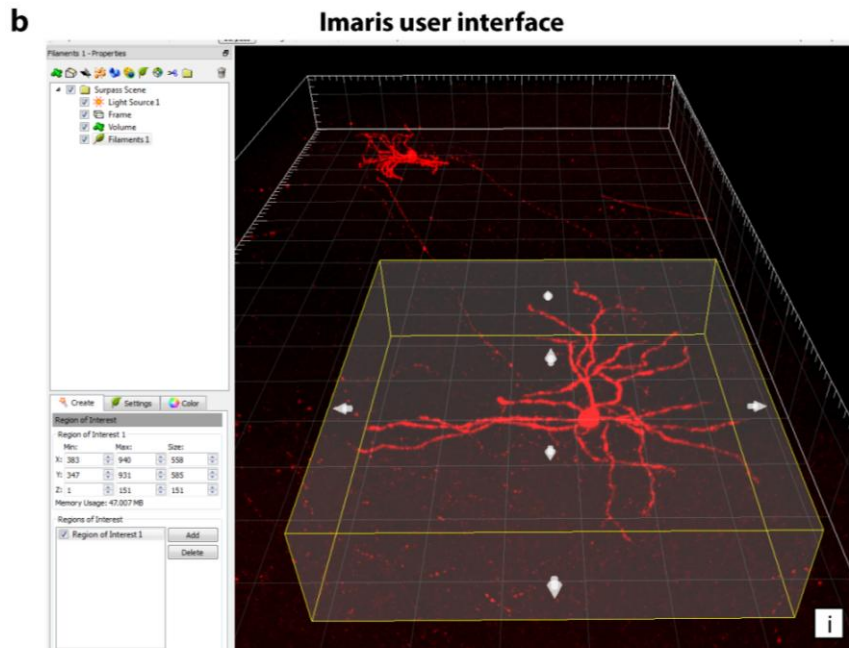 b
Imaris user interface
Filaments 1 - Properties
Surpass Scene
Light Source 1
Frame
Volume
Filaments 1
Create Settings Color
Region of Interest
Region of Interest 1
Min: Max: Size:
X: 383 940 558
Y: 347 931 585
Z: 1 151 151
Memory Usage: 47.007 MB
Regions of Interest
Region of Interest 1 Add
Delete
i